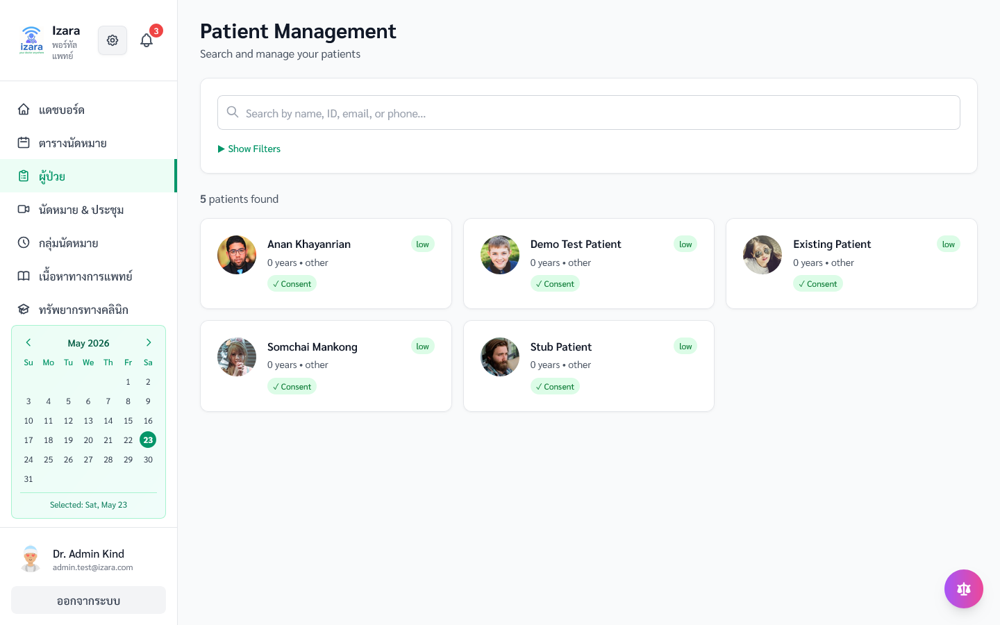 izara
your doctor anywhere
Izara
พอร์ทัล
แพทย์
3
แดชบอร์ด
ตารางนัดหมาย
ผู้ป่วย
นัดหมาย & ประชุม
กลุ่มนัดหมาย
เนื้อหาทางการแพทย์
ทรัพยากรทางคลินิก
May 2026
Su Mo Tu We Th Fr Sa
1 2
3 4 5 6 7 8 9
10 11 12 13 14 15 16
17 18 19 20 21 22 23
24 25 26 27 28 29 30
31
Selected: Sat, May 23
Dr. Admin Kind
admin.test@izara.com
ออกจากระบบ
Patient Management
Search and manage your patients
Search by name, ID, email, or phone...
▶ Show Filters
5 patients found
Anan Khayanrian
low
0 years • other
✓ Consent
Demo Test Patient
low
0 years • other
✓ Consent
Existing Patient
low
0 years • other
✓ Consent
Somchai Mankong
low
0 years • other
✓ Consent
Stub Patient
low
0 years • other
✓ Consent